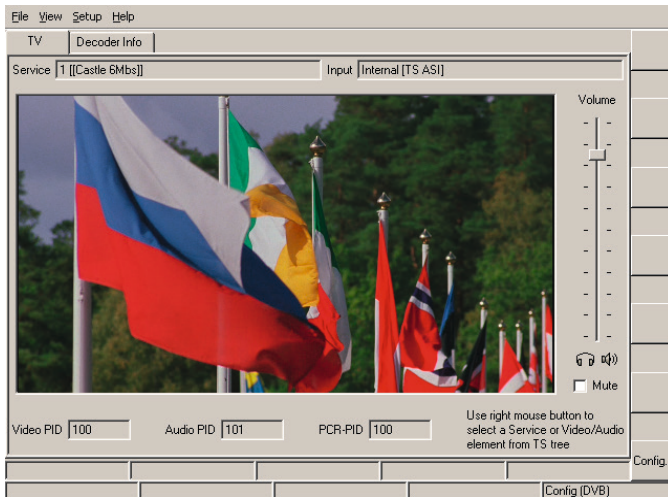 File View Setup Help
TV Decoder Info
Service 1 [[Castle 6Mbs]] Input Internal [TS ASI]
Volume
Mute
Video PID 100 Audio PID 101 PCR-PID 100
Use right mouse button to
select a Service or Video/Audio
element from TS tree
Config.
Config (DVB)